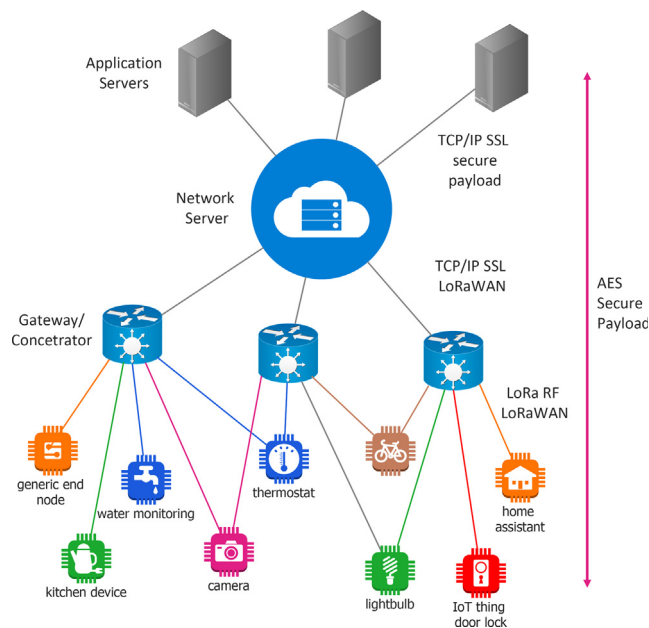 Application
Servers
TCP/IP SSL
secure
payload
Network
Server
TCP/IP SSL
LoRaWAN
AES
Secure
Payload
Gateway/
Concetrator
LoRa RF
LoRaWAN
generic end
node
water monitoring
thermostat
home
assistant
kitchen device
camera
lightbulb
IoT thing
door lock